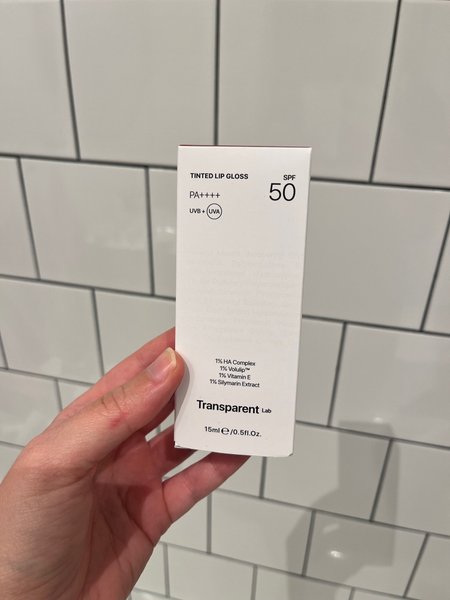 TINTED LIP GLOSS
SPF
50
PA++++
UVB + UVA
1% HA Complex
1% Volulip™
1% Vitamin E
1% Silymarin Extract
Transparent Lab
15ml ℮/0.5fl.Oz.